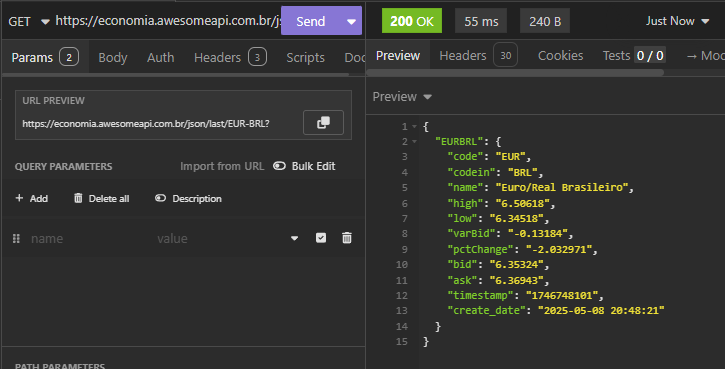 GET https://economia.awesomeapi.com.br/js Send
Params 2 Body Auth Headers 3 Scripts Doc
URL PREVIEW
https://economia.awesomeapi.com.br/json/last/EUR-BRL?
QUERY PARAMETERS Import from URL Bulk Edit
+ Add Delete all Description
name value
PATH PARAMETERS
200 OK 55 ms 240 B Just Now
Preview Headers 30 Cookies Tests 0 / 0 → Moc
Preview
1 {
2 "EURBRL": {
3 "code": "EUR",
4 "codein": "BRL",
5 "name": "Euro/Real Brasileiro",
6 "high": "6.50618",
7 "low": "6.34518",
8 "varBid": "-0.13184",
9 "pctChange": "-2.032971",
10 "bid": "6.35324",
11 "ask": "6.36943",
12 "timestamp": "1746748101",
13 "create_date": "2025-05-08 20:48:21"
14 }
15 }